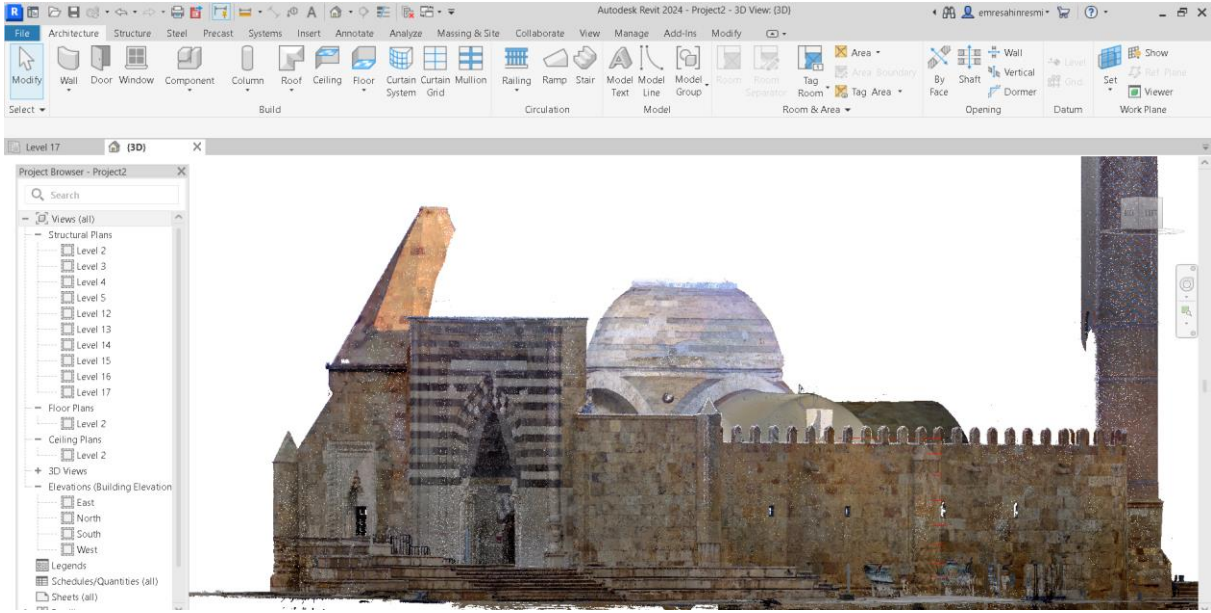 Autodesk Revit 2024 - Project2 - 3D View: {3D}
emresahinresmi
File Architecture Structure Steel Precast Systems Insert Annotate Analyze Massing & Site Collaborate View Manage Add-Ins Modify
Modify Wall Door Window Component Column Roof Ceiling Floor Curtain System Curtain Grid Mullion Railing Ramp Stair Model Text Model Line Model Group Room Room Separator Tag Room Area Area Boundary Tag Area By Face Shaft Wall Vertical Dormer Level Grid Set Show Ref Plane Viewer
Select Build Circulation Model Room & Area Opening Datum Work Plane
Level 17 {3D}
Project Browser - Project2
Search
Views (all)
Structural Plans
Level 2
Level 3
Level 4
Level 5
Level 12
Level 13
Level 14
Level 15
Level 16
Level 17
Floor Plans
Level 2
Ceiling Plans
Level 2
3D Views
Elevations (Building Elevation
East
North
South
West
Legends
Schedules/Quantities (all)
Sheets (all)